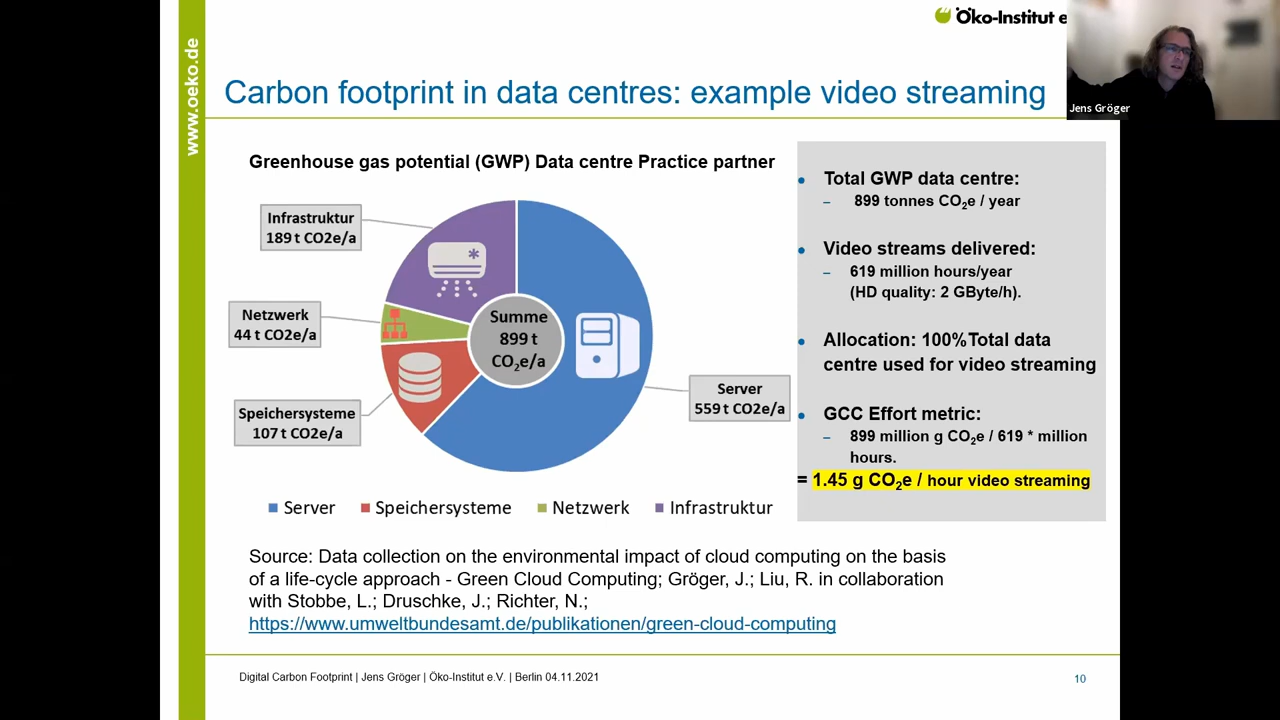 www.oeko.de
Öko-Institut e
Jens Gröger
Carbon footprint in data centres: example video streaming
Greenhouse gas potential (GWP) Data centre Practice partner
Infrastruktur
189 t CO2e/a
Netzwerk
44 t CO2e/a
Speichersysteme
107 t CO2e/a
Summe
899 t
CO₂e/a
Server
559 t CO2e/a
Server
Speichersysteme
Netzwerk
Infrastruktur
• Total GWP data centre:
– 899 tonnes CO₂e / year
• Video streams delivered:
– 619 million hours/year
(HD quality: 2 GByte/h).
• Allocation: 100%Total data
centre used for video streaming
• GCC Effort metric:
– 899 million g CO₂e / 619 * million
hours.
= 1.45 g CO₂e / hour video streaming
Source: Data collection on the environmental impact of cloud computing on the basis
of a life-cycle approach - Green Cloud Computing; Gröger, J.; Liu, R. in collaboration
with Stobbe, L.; Druschke, J.; Richter, N.;
https://www.umweltbundesamt.de/publikationen/green-cloud-computing
Digital Carbon Footprint | Jens Gröger | Öko-Institut e.V. | Berlin 04.11.2021
10